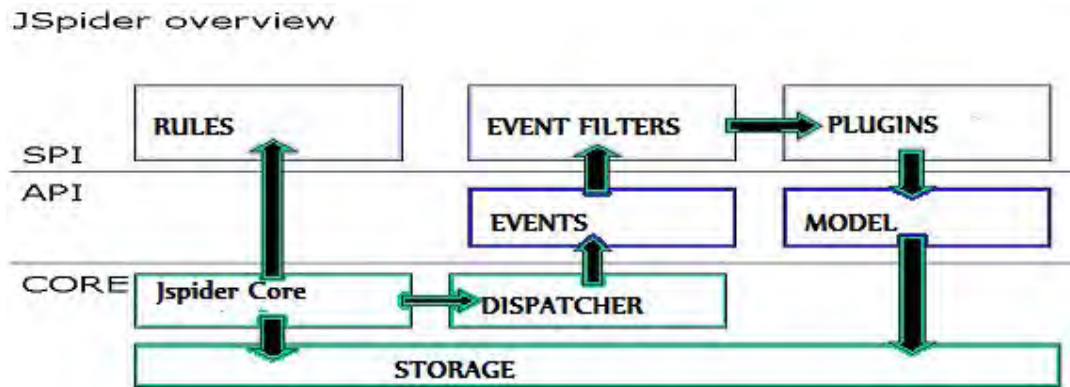 JSpider overview
RULES
EVENT FILTERS
PLUGINS
SPI
API
EVENTS
MODEL
CORE
Jspider Core
DISPATCHER
STORAGE